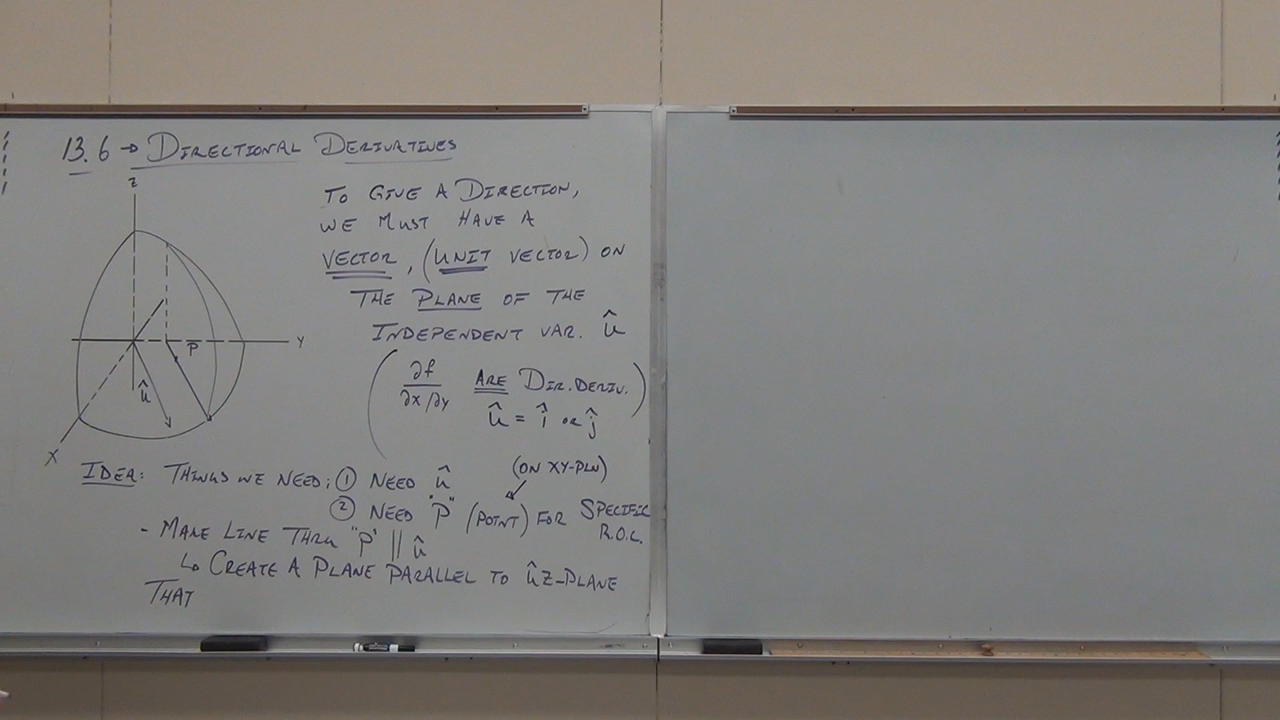 13.6 → DIRECTIONAL DERIVATIVES
Z
Y
X
P
û
TO GIVE A DIRECTION,
WE MUST HAVE A
VECTOR, (UNIT VECTOR) ON
THE PLANE OF THE
INDEPENDENT VAR. û
(∂f / ∂x/∂y ARE DIR. DERIV.)
û = î OR ĵ
IDEA: THINGS WE NEED; ① NEED û
(ON XY-PLN)
② NEED "P" (POINT) FOR SPECIFIC
R.O.C.
- MAKE LINE THRU "P" || û
↳ CREATE A PLANE PARALLEL TO ûZ-PLANE
THAT